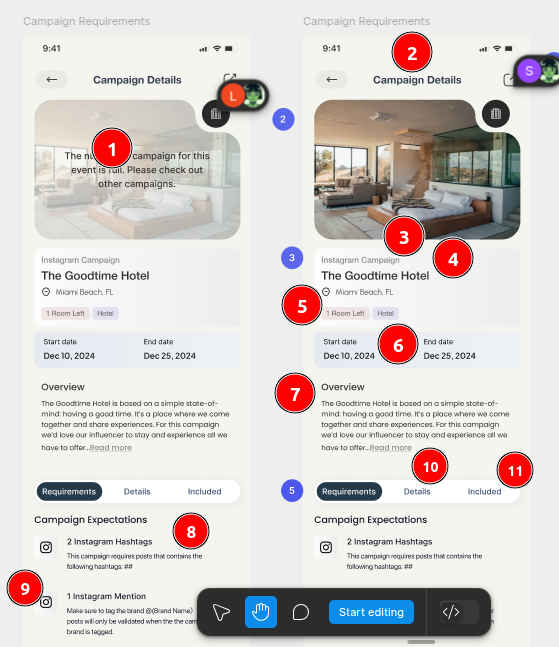 Campaign Requirements
9:41
Campaign Details
L
1
The campaign for this
event is full. Please check out
other campaigns.
Instagram Campaign
The Goodtime Hotel
Miami Beach, FL
1 Room Left
Hotel
Start date
End date
Dec 10, 2024
Dec 25, 2024
Overview
The Goodtime Hotel is based on a simple state-of-
mind: having a good time. It's a place where we come
together and share experiences. For this campaign
we'd love our influencer to stay and experience all we
have to offer...Read more
Requirements
Details
Included
Campaign Expectations
8
2 Instagram Hashtags
This campaign requires posts that contains the
following hashtags: ##
9
1 Instagram Mention
Make sure to tag the brand @(Brand Name)
posts will only be validated when the the
brand is tagged.
Campaign Requirements
9:41
2
Campaign Details
S
2
3
3
4
Instagram Campaign
The Goodtime Hotel
Miami Beach, FL
5
1 Room Left
Hotel
Start date
6
End date
Dec 10, 2024
Dec 25, 2024
7
Overview
The Goodtime Hotel is based on a simple state-of-
mind: having a good time. It's a place where we come
together and share experiences. For this campaign
we'd love our influencer to stay and experience all we
have to offer...Read more
10
11
5
Requirements
Details
Included
Campaign Expectations
2 Instagram Hashtags
This campaign requires posts that contains the
following hashtags: ##
Start editing